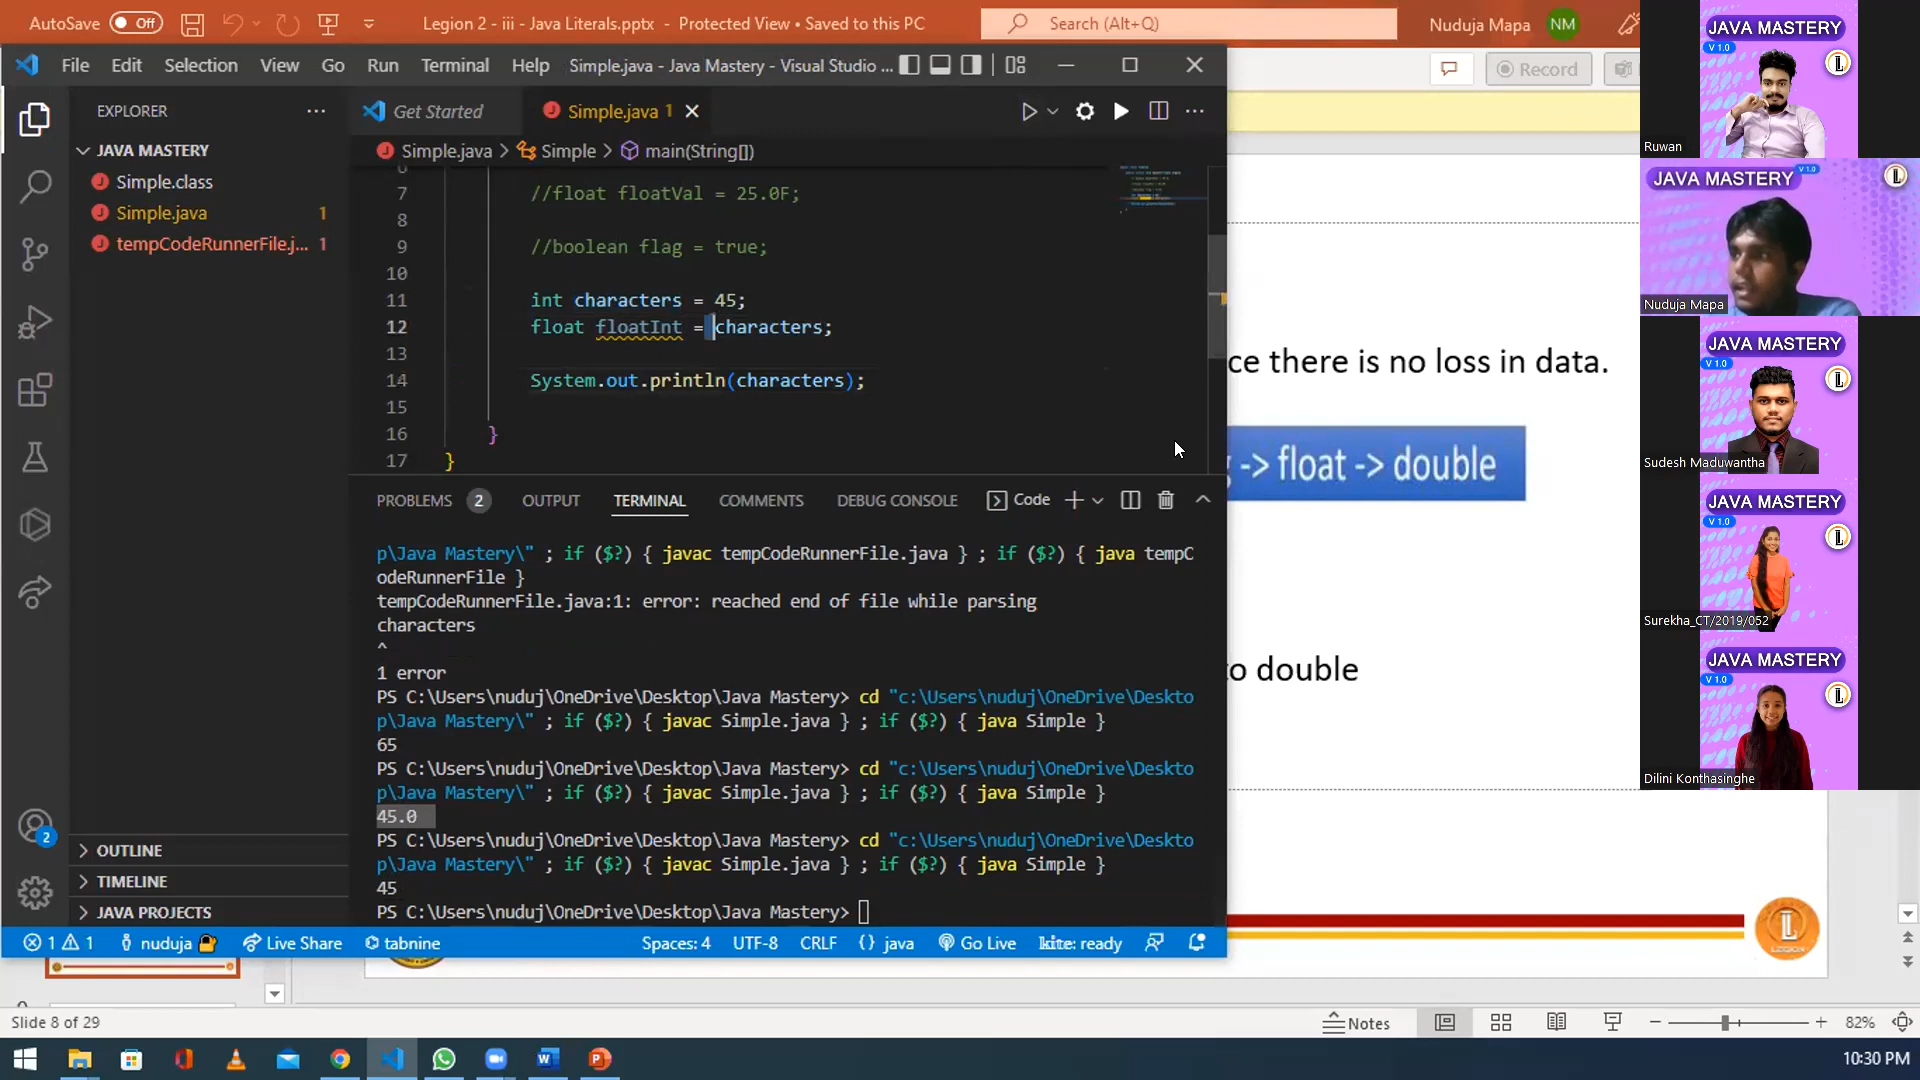 AutoSave Off
Legion 2 - iii - Java Literals.pptx - Protected View • Saved to this PC
Search (Alt+Q)
Nuduja Mapa NM
File Edit Selection View Go Run Terminal Help Simple.java - Java Mastery - Visual Studio ...
Record
EXPLORER
Get Started
Simple.java 1
JAVA MASTERY
Simple.java > Simple > main(String[])
Simple.class
Simple.java 1
tempCodeRunnerFile.j... 1
7 //float floatVal = 25.0F;
8
9 //boolean flag = true;
10
11 int characters = 45;
12 float floatInt = characters;
13
14 System.out.println(characters);
15
16 }
17 }
PROBLEMS 2 OUTPUT TERMINAL COMMENTS DEBUG CONSOLE Code
p\Java Mastery\" ; if ($?) { javac tempCodeRunnerFile.java } ; if ($?) { java tempC
odeRunnerFile }
tempCodeRunnerFile.java:1: error: reached end of file while parsing
characters
^
1 error
PS C:\Users\nuduj\OneDrive\Desktop\Java Mastery> cd "c:\Users\nuduj\OneDrive\Deskto
p\Java Mastery\" ; if ($?) { javac Simple.java } ; if ($?) { java Simple }
65
PS C:\Users\nuduj\OneDrive\Desktop\Java Mastery> cd "c:\Users\nuduj\OneDrive\Deskto
p\Java Mastery\" ; if ($?) { javac Simple.java } ; if ($?) { java Simple }
45.0
PS C:\Users\nuduj\OneDrive\Desktop\Java Mastery> cd "c:\Users\nuduj\OneDrive\Deskto
p\Java Mastery\" ; if ($?) { javac Simple.java } ; if ($?) { java Simple }
45
PS C:\Users\nuduj\OneDrive\Desktop\Java Mastery>
2
OUTLINE
TIMELINE
JAVA PROJECTS
1 1 nuduja Live Share tabnine Spaces: 4 UTF-8 CRLF {} java Go Live kite: ready
ce there is no loss in data.
-> float -> double
to double
JAVA MASTERY
V 1.0
Ruwan
JAVA MASTERY V 1.0
Nuduja Mapa
JAVA MASTERY
V 1.0
Sudesh Maduwantha
JAVA MASTERY
V 1.0
Surekha_CT/2019/052
JAVA MASTERY
V 1.0
Dilini Konthasinghe
Slide 8 of 29
Notes
82%
10:30 PM